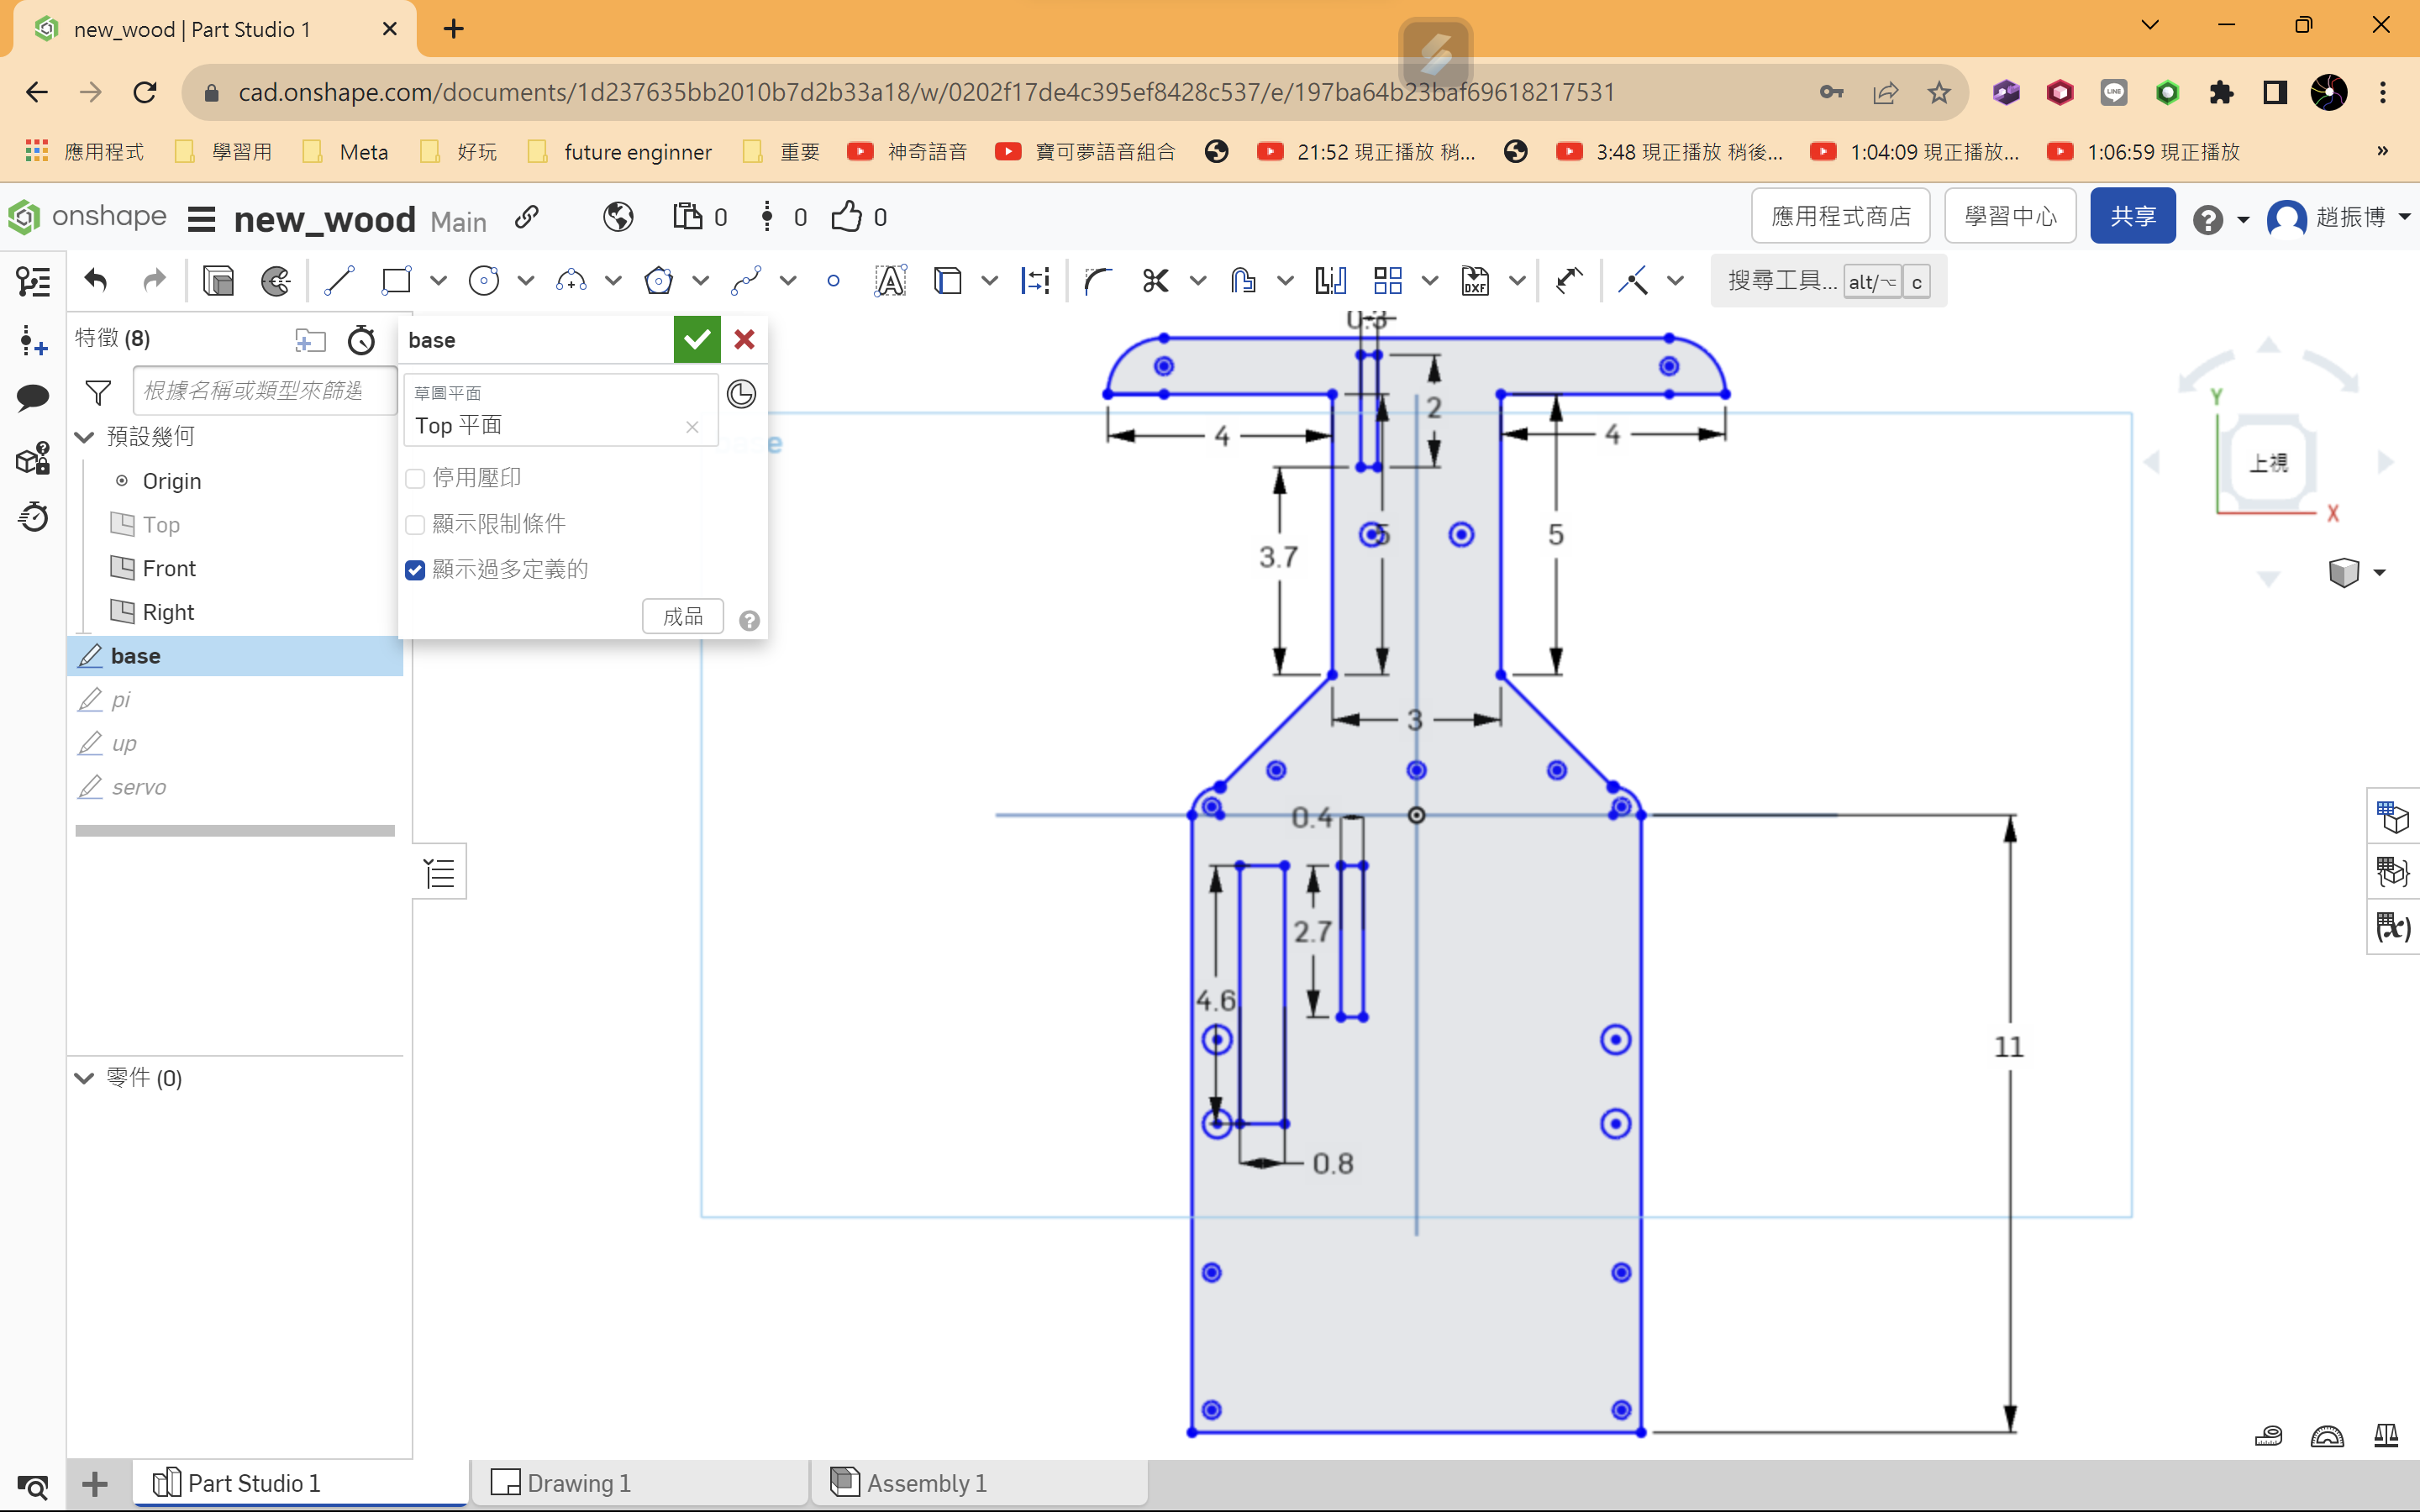 new_wood | Part Studio 1
cad.onshape.com/documents/1d237635bb2010b7d2b33a18/w/0202f17de4c395ef8428c537/e/197ba64b23baf69618217531
應用程式 學習用 Meta 好玩 future enginner 重要 神奇語音 寶可夢語音組合 21:52 現正播放 稍... 3:48 現正播放 稍後... 1:04:09 現正播放... 1:06:59 現正播放 »
onshape new_wood Main 0 0 0 應用程式商店 學習中心 共享 趙振博
DXF 搜尋工具... alt/⌥ c
特徵 (8)
根據名稱或類型來篩選
預設幾何
Origin
Top
Front
Right
base
pi
up
servo
零件 (0)
base
草圖平面
Top 平面
停用壓印
顯示限制條件
顯示過多定義的
成品
0.3
2
4
4
5
5
3.7
3
0.4
2.7
4.6
11
0.8
Y
上視
X
Part Studio 1
Drawing 1
Assembly 1